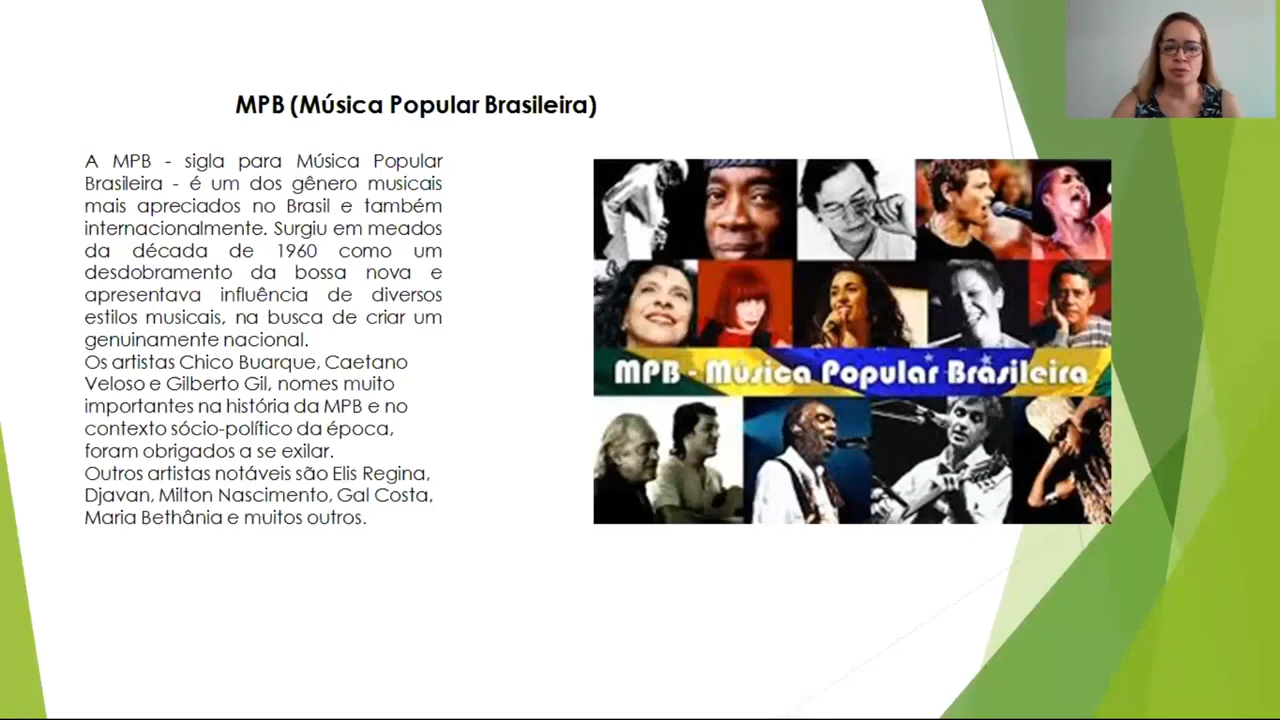 MPB (Música Popular Brasileira)
A MPB - sigla para Música Popular
Brasileira - é um dos gênero musicais
mais apreciados no Brasil e também
internacionalmente. Surgiu em meados
da década de 1960 como um
desdobramento da bossa nova e
apresentava influência de diversos
estilos musicais, na busca de criar um
genuinamente nacional.
Os artistas Chico Buarque, Caetano
Veloso e Gilberto Gil, nomes muito
importantes na história da MPB e no
contexto sócio-político da época,
foram obrigados a se exilar.
Outros artistas notáveis são Elis Regina,
Djavan, Milton Nascimento, Gal Costa,
Maria Bethânia e muitos outros.
MPB - Música Popular Brasileira